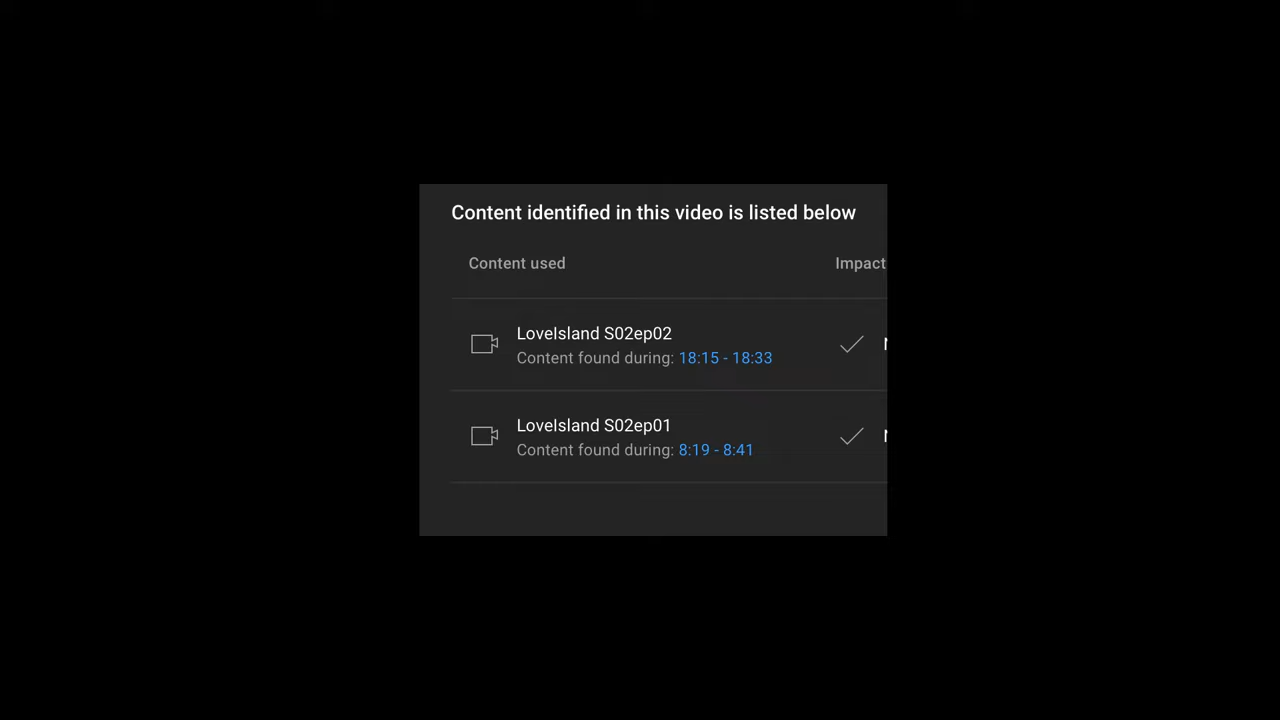 Content identified in this video is listed below
Content used Impact
LoveIsland S02ep02
Content found during: 18:15 - 18:33
LoveIsland S02ep01
Content found during: 8:19 - 8:41